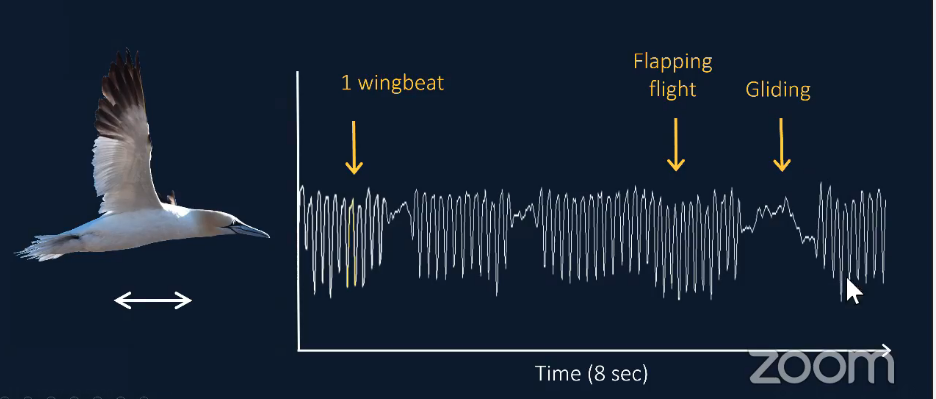 1 wingbeat
Flapping
flight
Gliding
Time (8 sec)
zoom